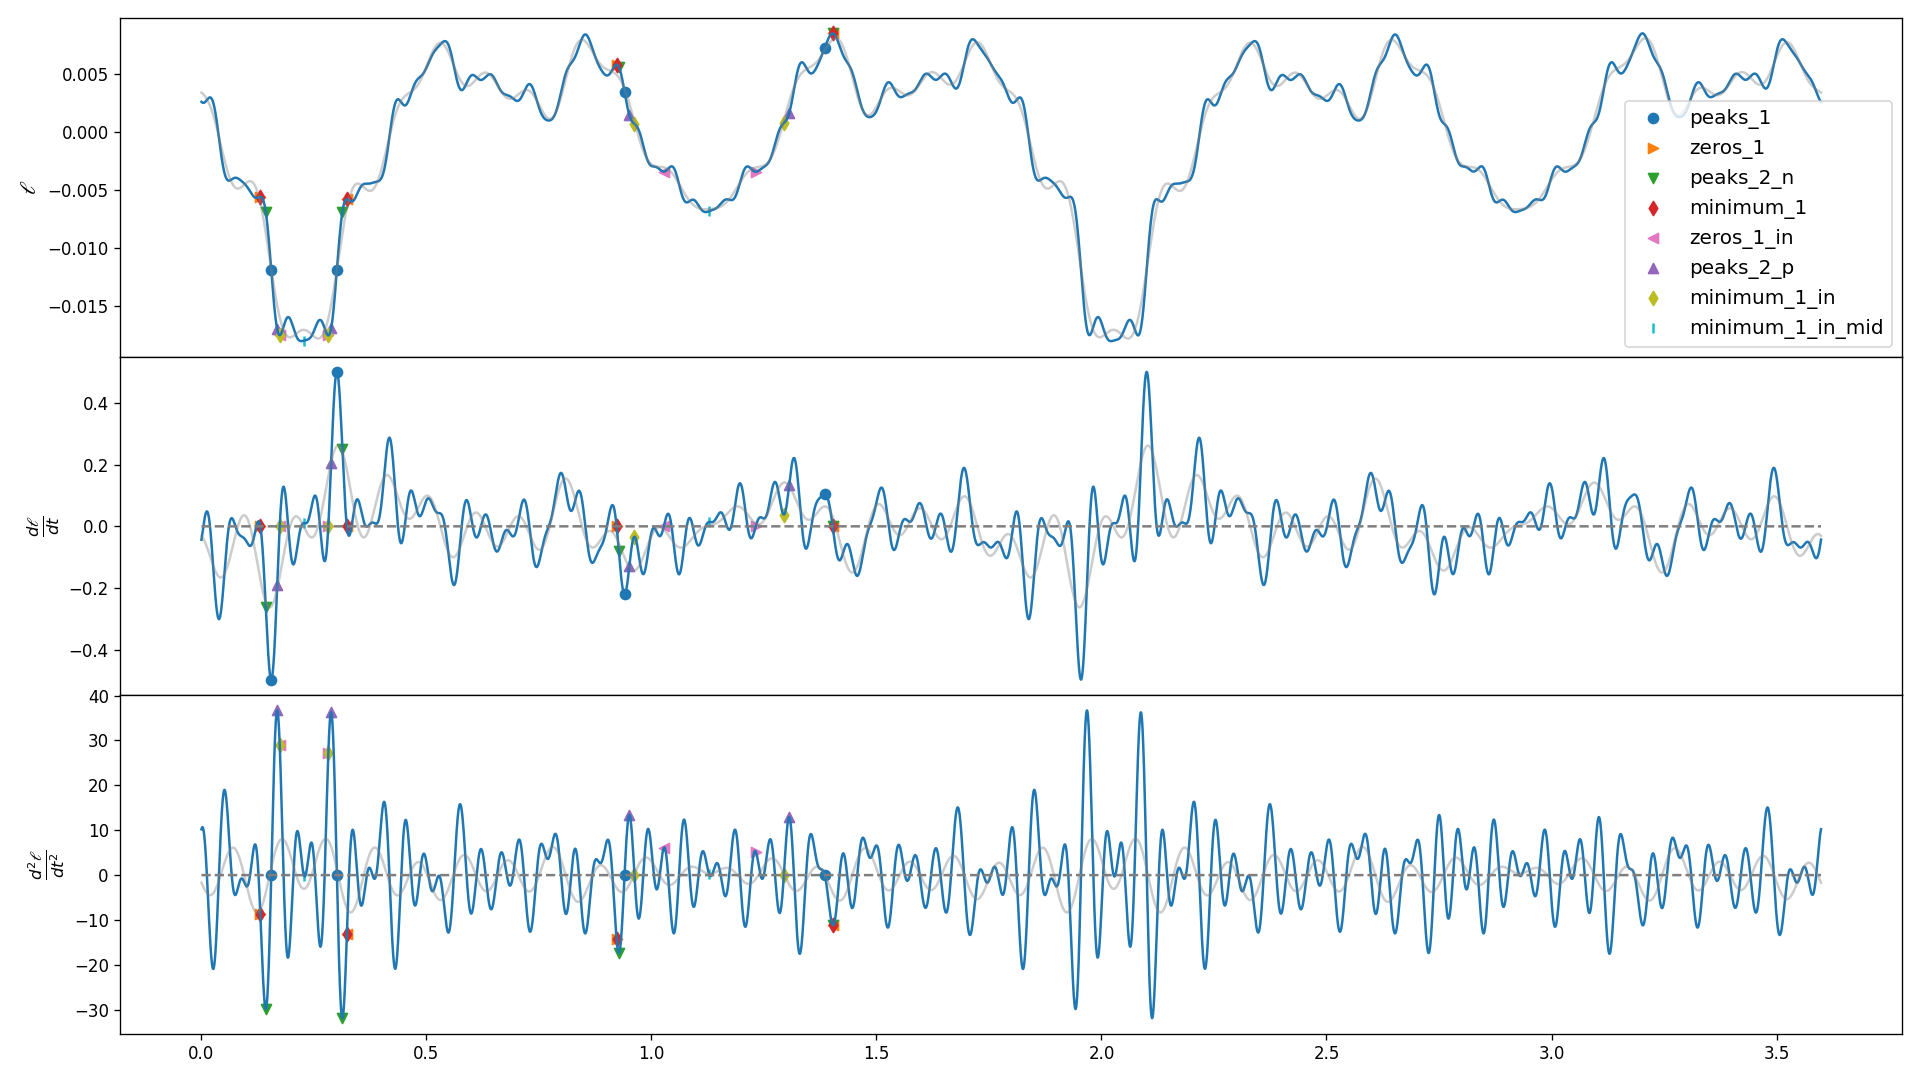 ℓ
0.005
0.000
−0.005
−0.010
−0.015
peaks_1
zeros_1
peaks_2_n
minimum_1
zeros_1_in
peaks_2_p
minimum_1_in
minimum_1_in_mid
dℓ/dt
0.4
0.2
0.0
−0.2
−0.4
d²ℓ/dt²
40
30
20
10
0
−10
−20
−30
0.0 0.5 1.0 1.5 2.0 2.5 3.0 3.5